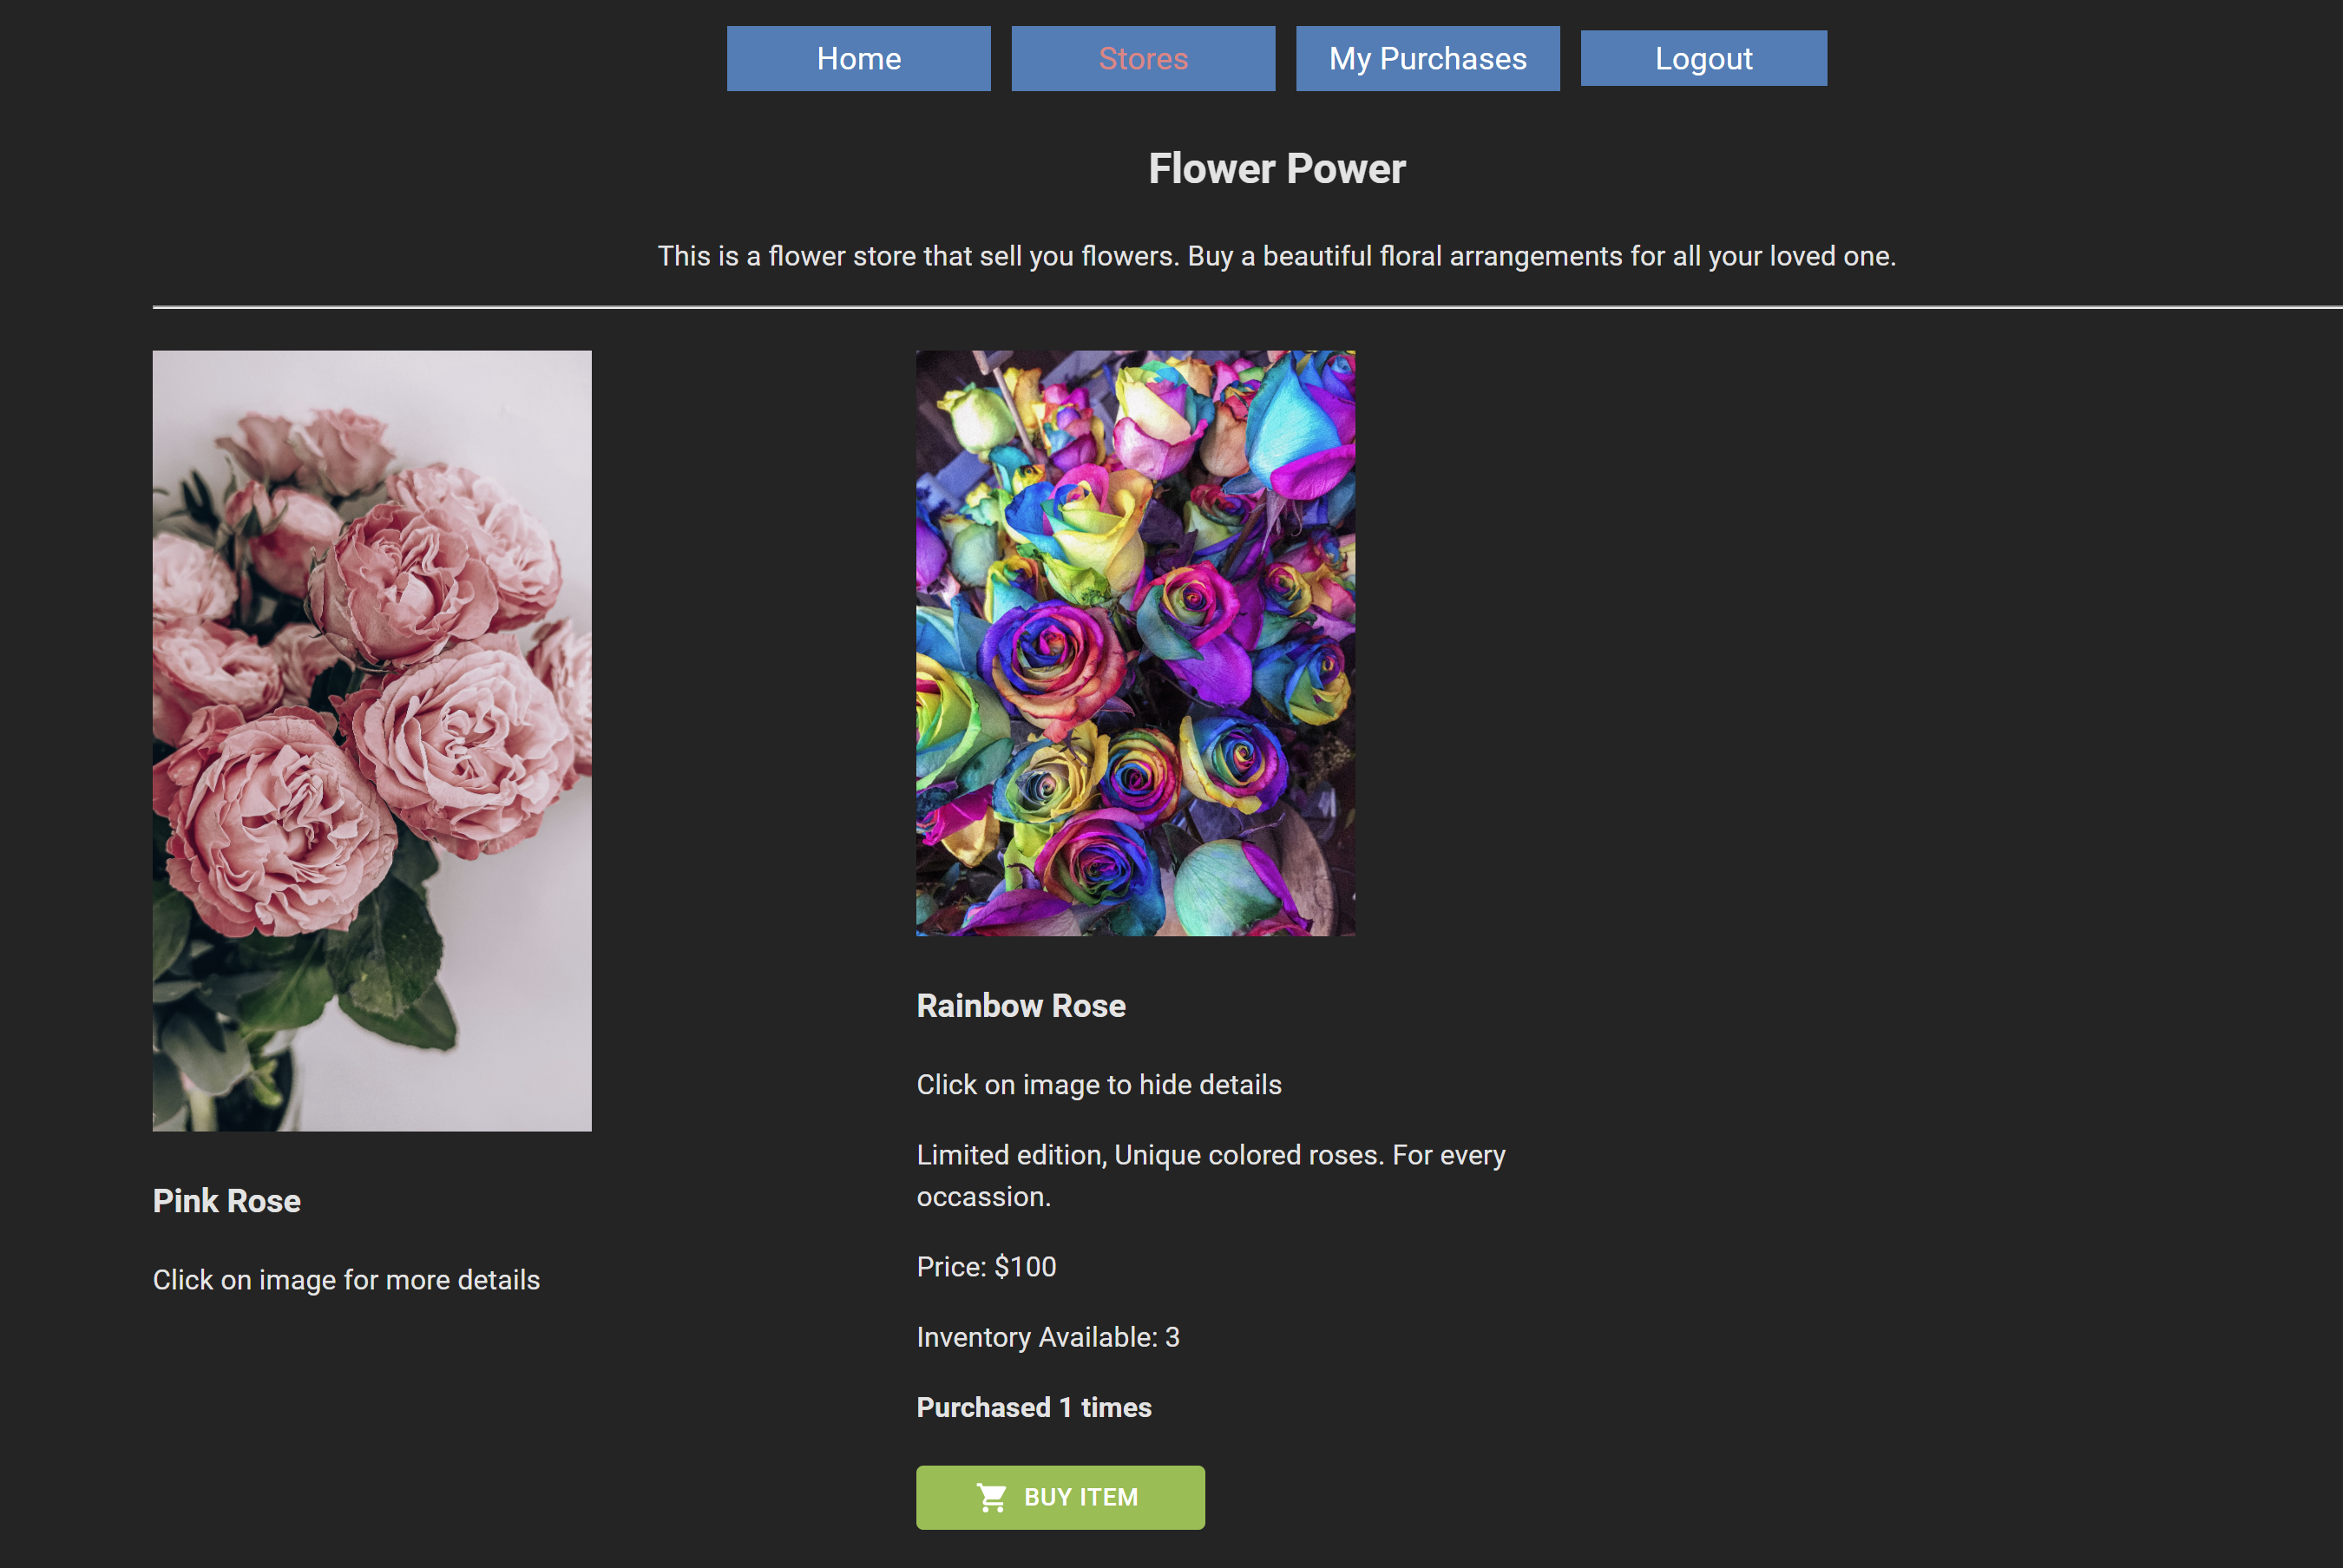 Home
Stores
My Purchases
Logout
Flower Power
This is a flower store that sell you flowers. Buy a beautiful floral arrangements for all your loved one.
Pink Rose
Click on image for more details
Rainbow Rose
Click on image to hide details
Limited edition, Unique colored roses. For every
occassion.
Price: $100
Inventory Available: 3
Purchased 1 times
BUY ITEM